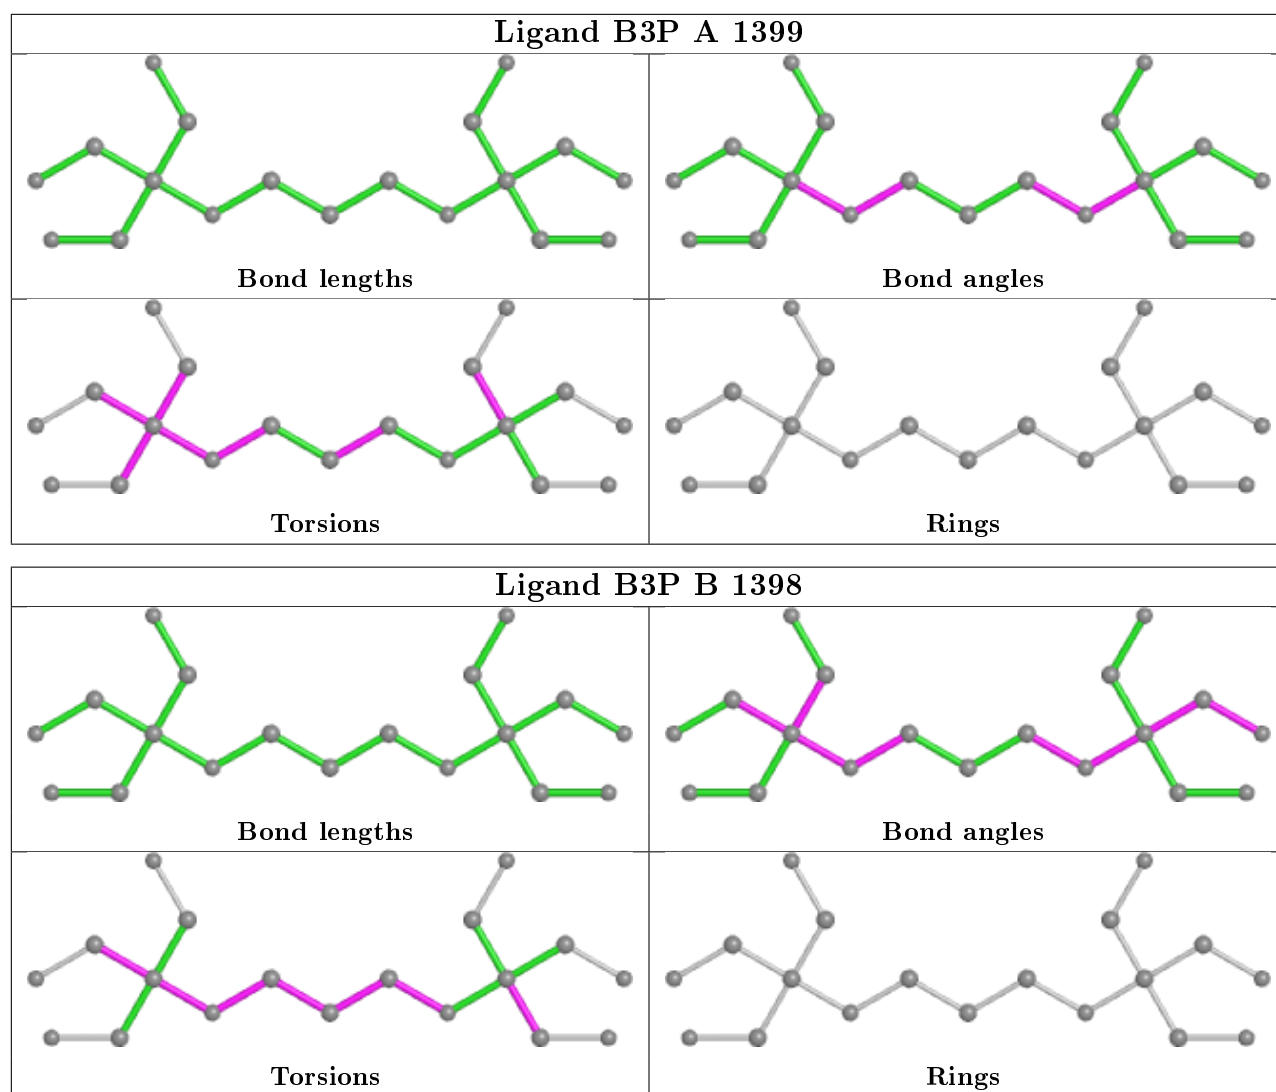 Ligand B3P A 1399
Bond lengths
Bond angles
Torsions
Rings
Ligand B3P B 1398
Bond lengths
Bond angles
Torsions
Rings